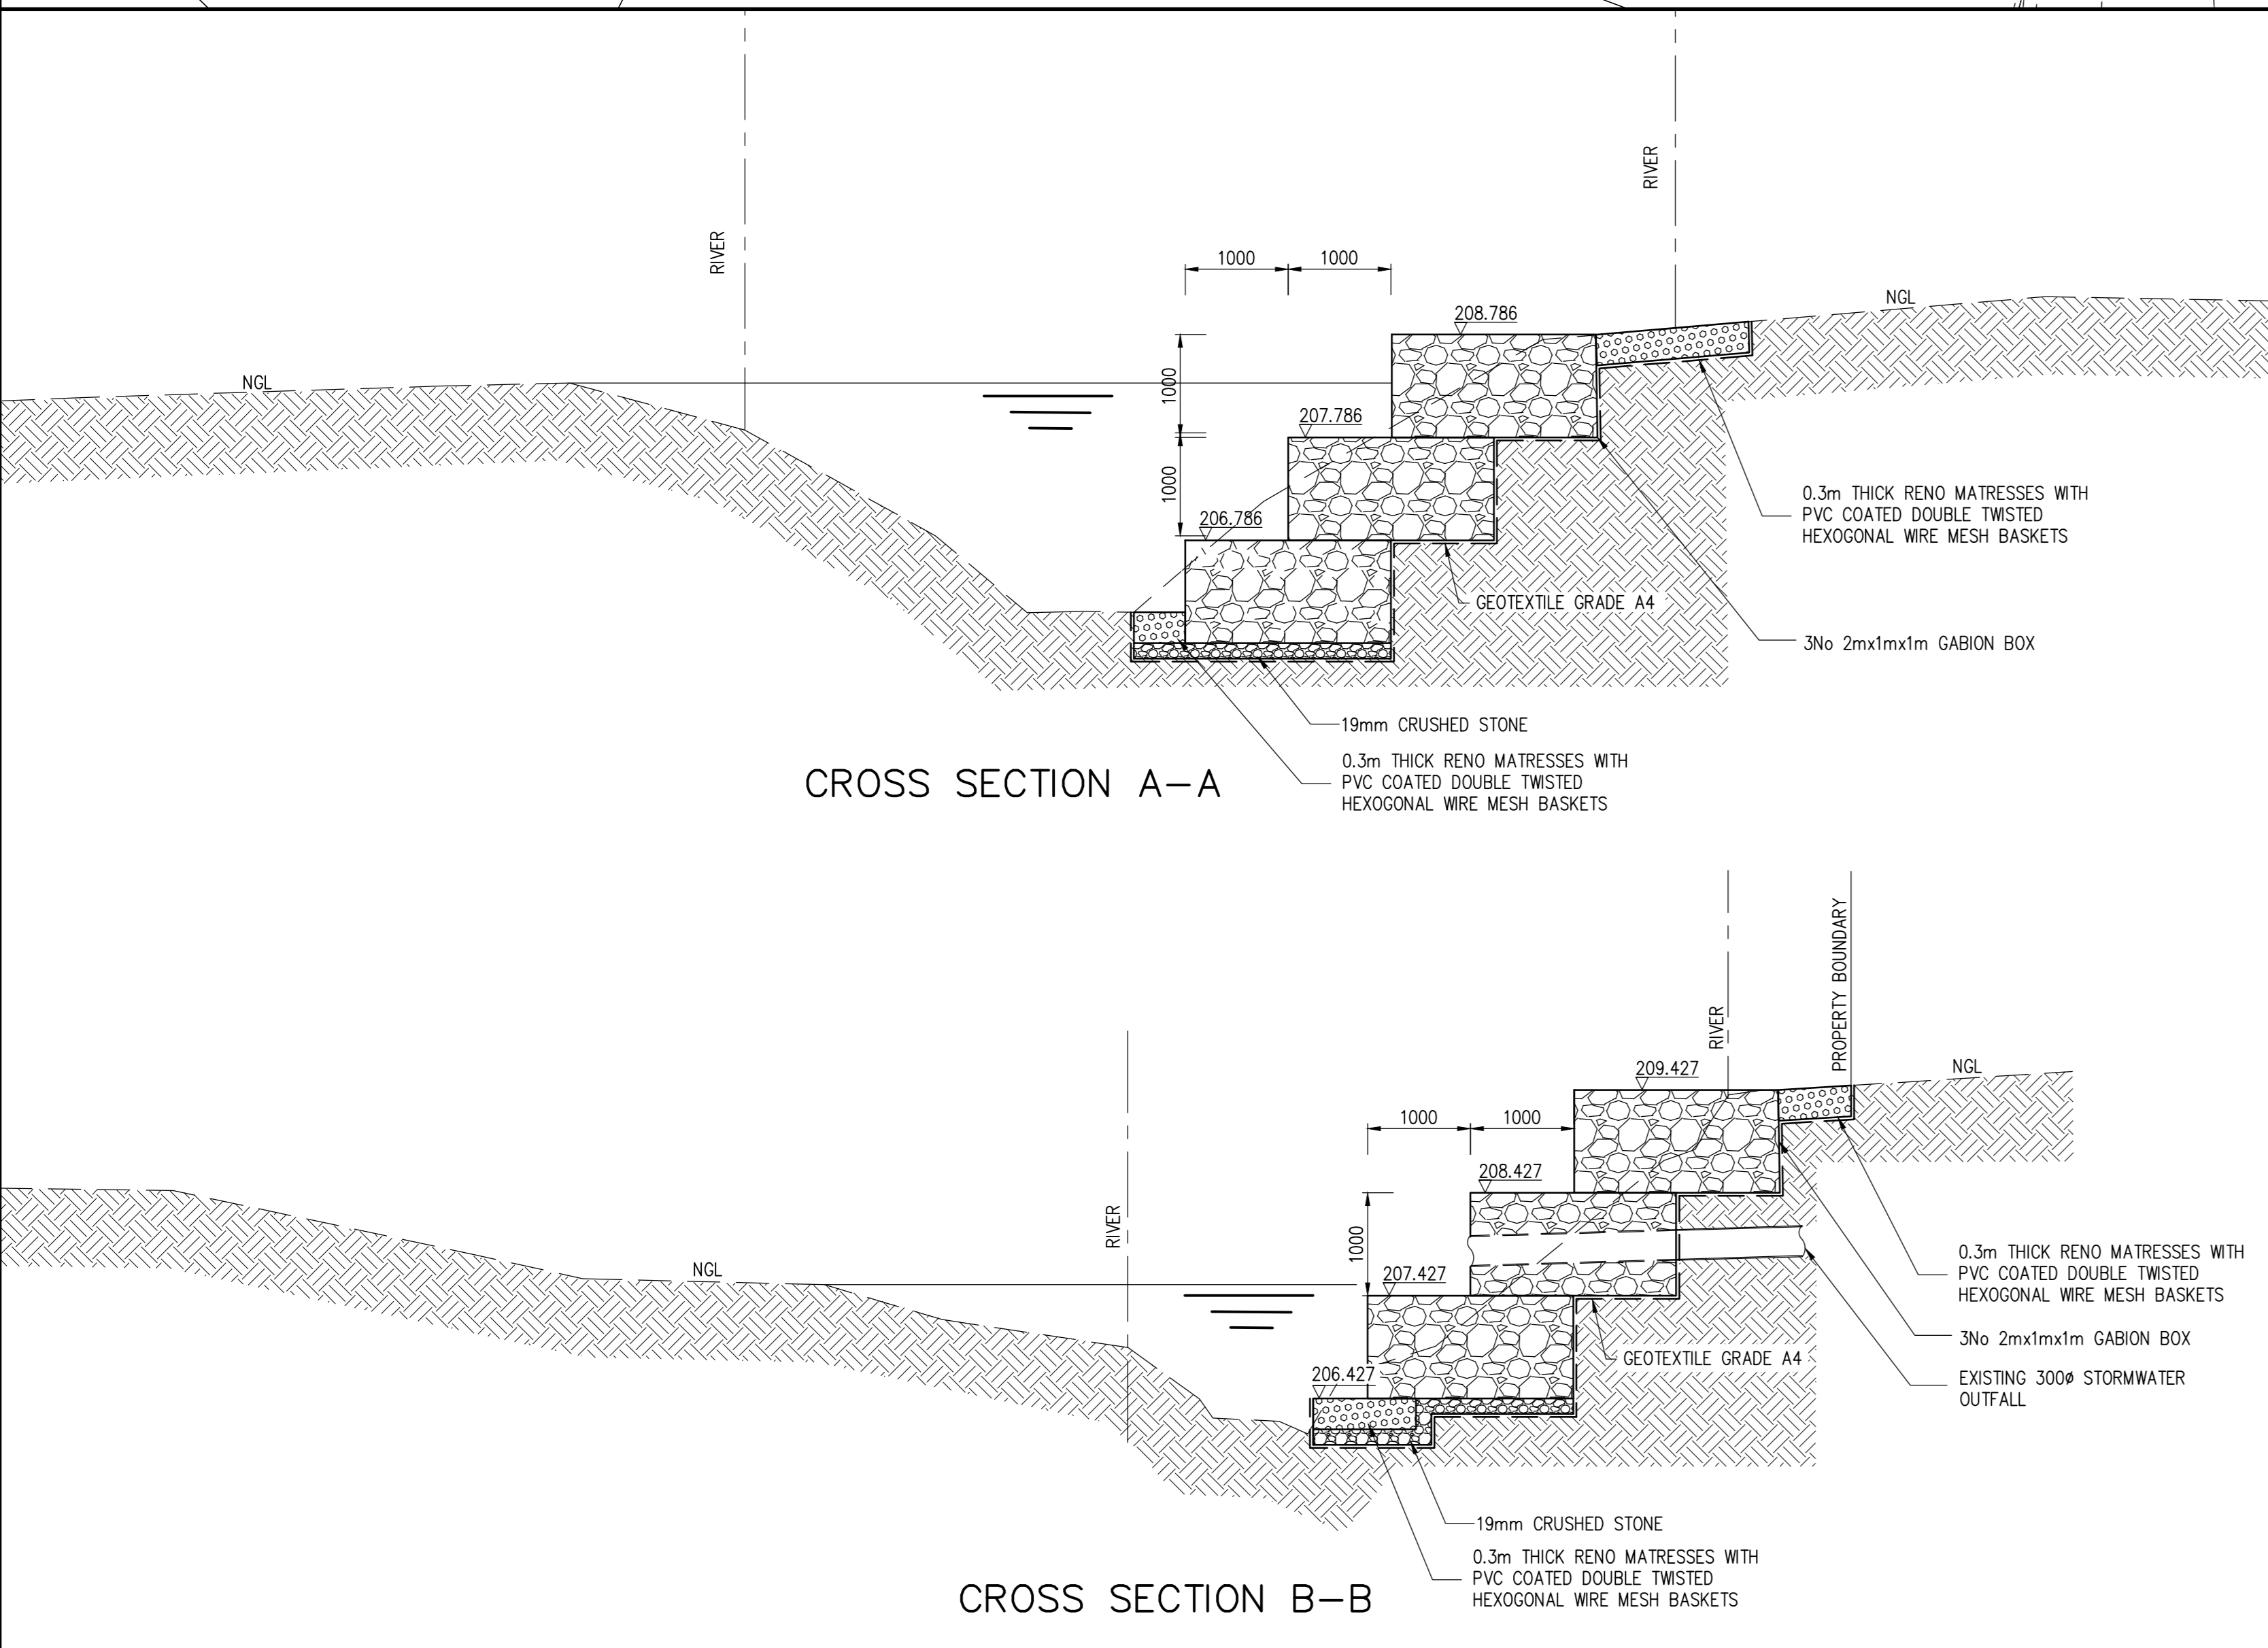 RIVER
RIVER
1000
1000
208.786
NGL
NGL
1000
207.786
1000
206.786
0.3m THICK RENO MATRESSES WITH
PVC COATED DOUBLE TWISTED
HEXOGONAL WIRE MESH BASKETS
GEOTEXTILE GRADE A4
3No 2mx1mx1m GABION BOX
19mm CRUSHED STONE
0.3m THICK RENO MATRESSES WITH
PVC COATED DOUBLE TWISTED
HEXOGONAL WIRE MESH BASKETS
CROSS SECTION A-A
PROPERTY BOUNDARY
RIVER
RIVER
209.427
NGL
1000
1000
208.427
1000
NGL
207.427
0.3m THICK RENO MATRESSES WITH
PVC COATED DOUBLE TWISTED
HEXOGONAL WIRE MESH BASKETS
3No 2mx1mx1m GABION BOX
GEOTEXTILE GRADE A4
206.427
EXISTING 300ø STORMWATER
OUTFALL
19mm CRUSHED STONE
0.3m THICK RENO MATRESSES WITH
PVC COATED DOUBLE TWISTED
HEXOGONAL WIRE MESH BASKETS
CROSS SECTION B-B